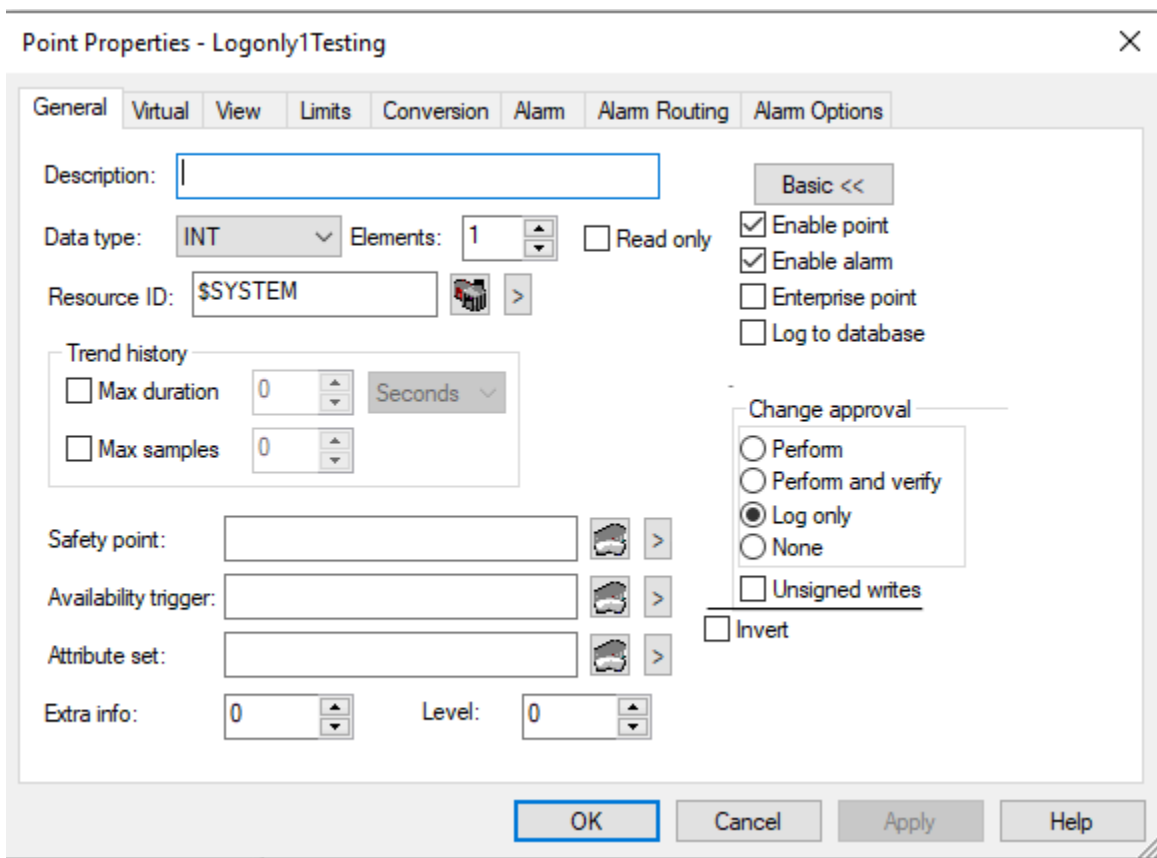 Point Properties - Logonly1Testing
General Virtual View Limits Conversion Alarm Alarm Routing Alarm Options
Description:
Basic <<
Data type: INT Elements: 1 Read only
Enable point
Enable alarm
Resource ID: $SYSTEM >
Enterprise point
Log to database
Trend history
Max duration 0 Seconds
Max samples 0
Change approval
Perform
Perform and verify
Log only
None
Unsigned writes
Safety point: >
Availability trigger: >
Invert
Attribute set: >
Extra info: 0 Level: 0
OK Cancel Apply Help